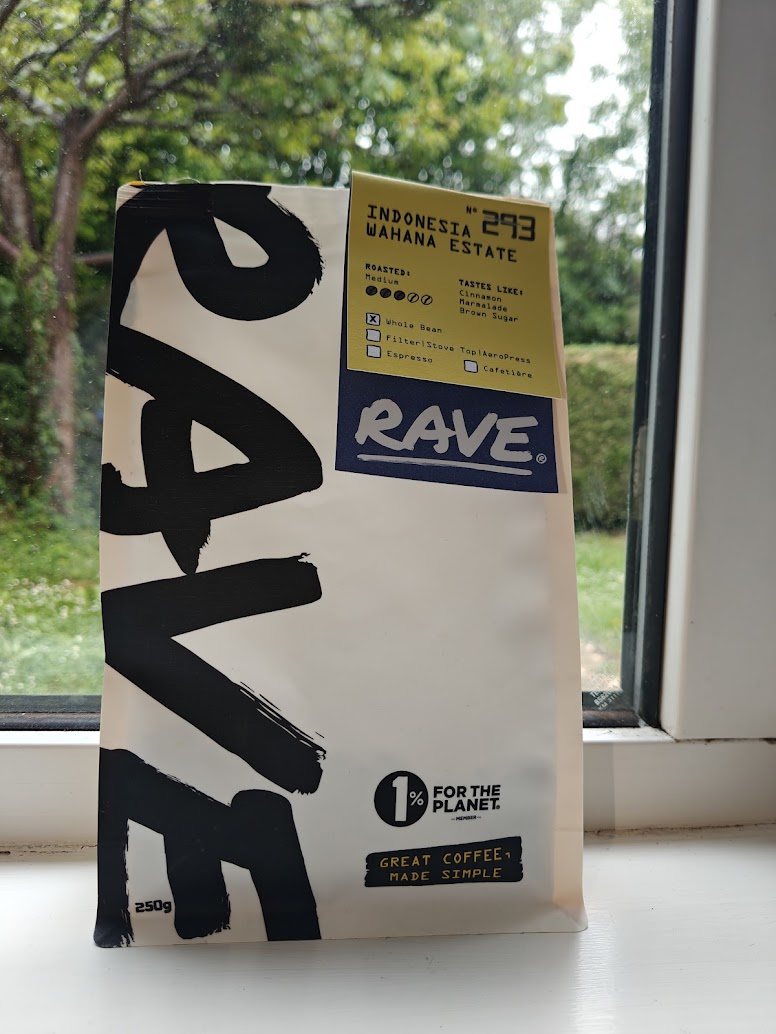 RAVE
INDONESIA Nº 293
WAHANA ESTATE
ROASTED:
Medium
TASTES LIKE:
Cinnamon
Marmalade
Brown Sugar
X Whole Bean
Filter|Stove Top|AeroPress
Espresso
Cafetière
RAVE®
1% FOR THE
PLANET®
MEMBER
GREAT COFFEE,
MADE SIMPLE
250g